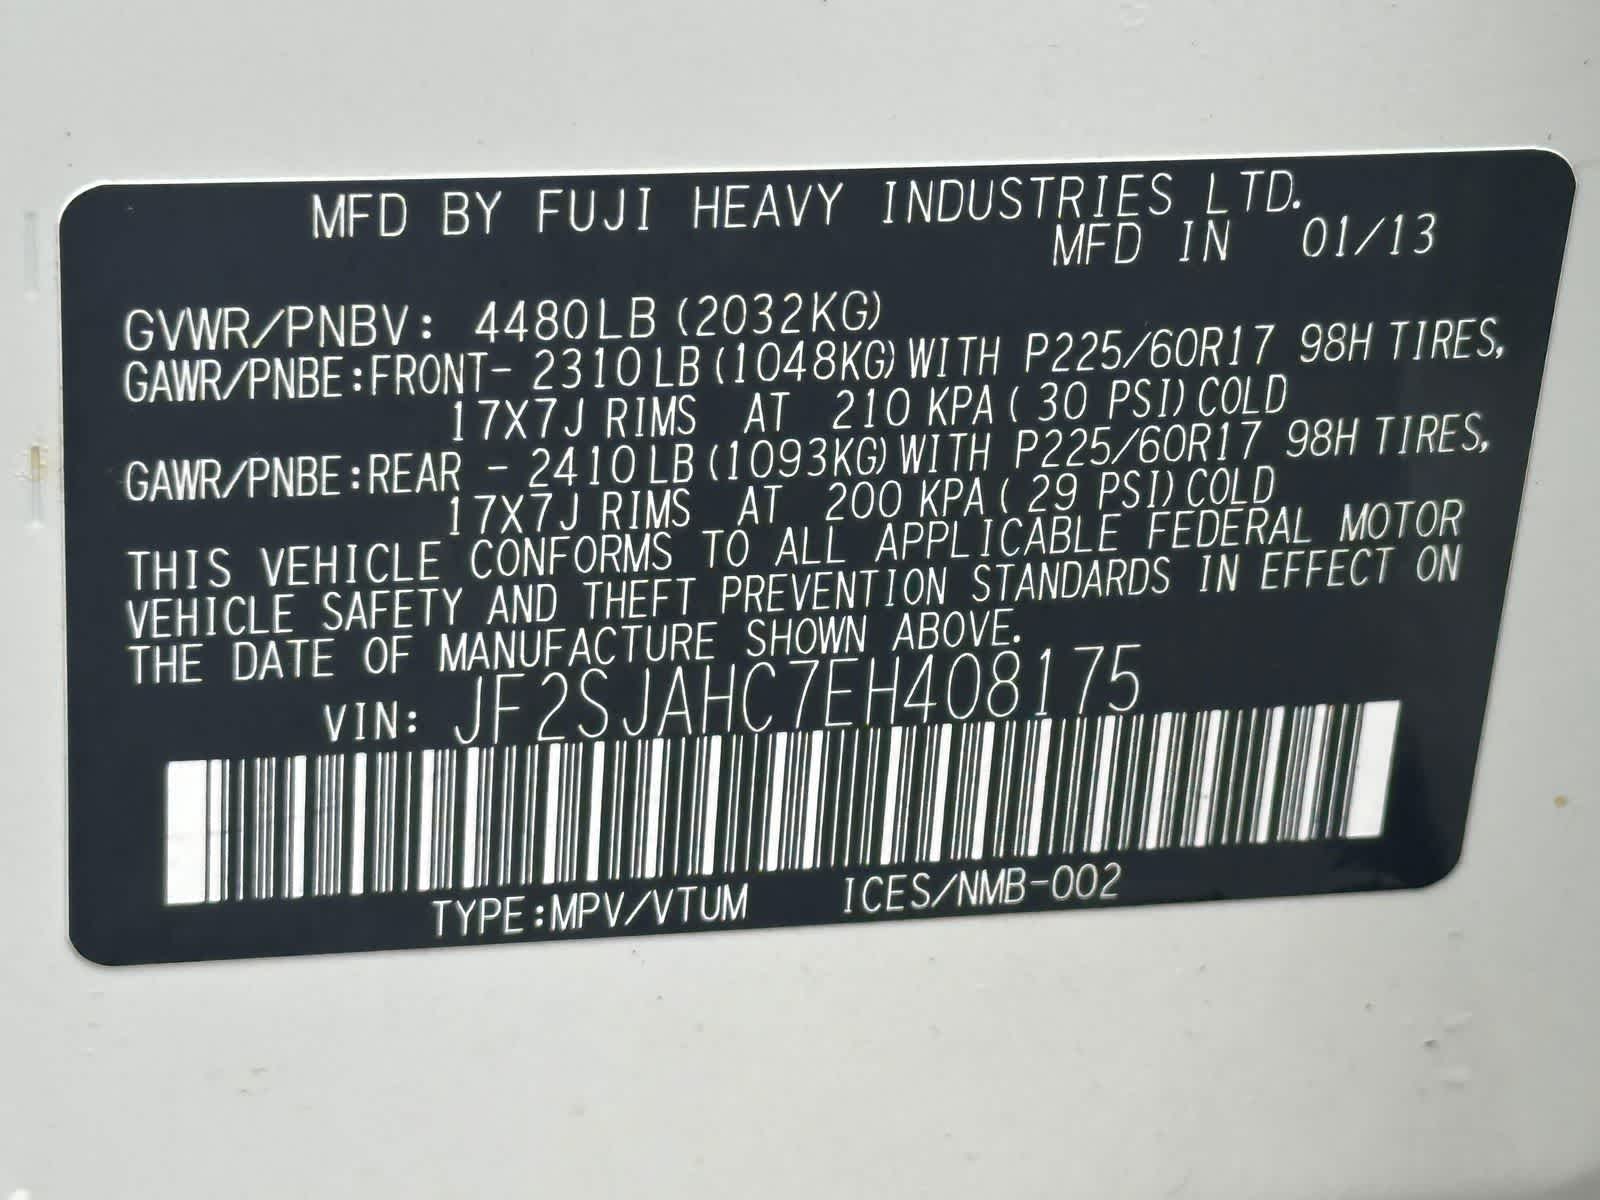 MFD BY FUJI HEAVY INDUSTRIES LTD.
MFD IN 01/13
GVWR/PNBV: 4480LB (2032KG)
GAWR/PNBE:FRONT- 2310LB (1048KG) WITH P225/60R17 98H TIRES,
17X7J RIMS AT 210 KPA ( 30 PSI) COLD
GAWR/PNBE:REAR - 2410LB (1093KG) WITH P225/60R17 98H TIRES,
17X7J RIMS AT 200 KPA ( 29 PSI) COLD
THIS VEHICLE CONFORMS TO ALL APPLICABLE FEDERAL MOTOR
VEHICLE SAFETY AND THEFT PREVENTION STANDARDS IN EFFECT ON
THE DATE OF MANUFACTURE SHOWN ABOVE.
VIN: JF2SJAHC7EH408175
TYPE:MPV/VTUM ICES/NMB-002